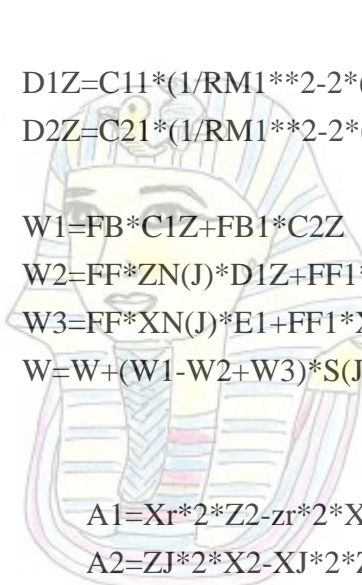 D1Z=C11*(1/RM1**2-2*(
D2Z=C21*(1/RM1**2-2*(
W1=FB*C1Z+FB1*C2Z
W2=FF*ZN(J)*D1Z+FF1*
W3=FF*XN(J)*E1+FF1*X
W=W+(W1-W2+W3)*S(J
A1=Xr*2*Z2-zr*2*X
A2=ZJ*2*X2-XJ*2*Z